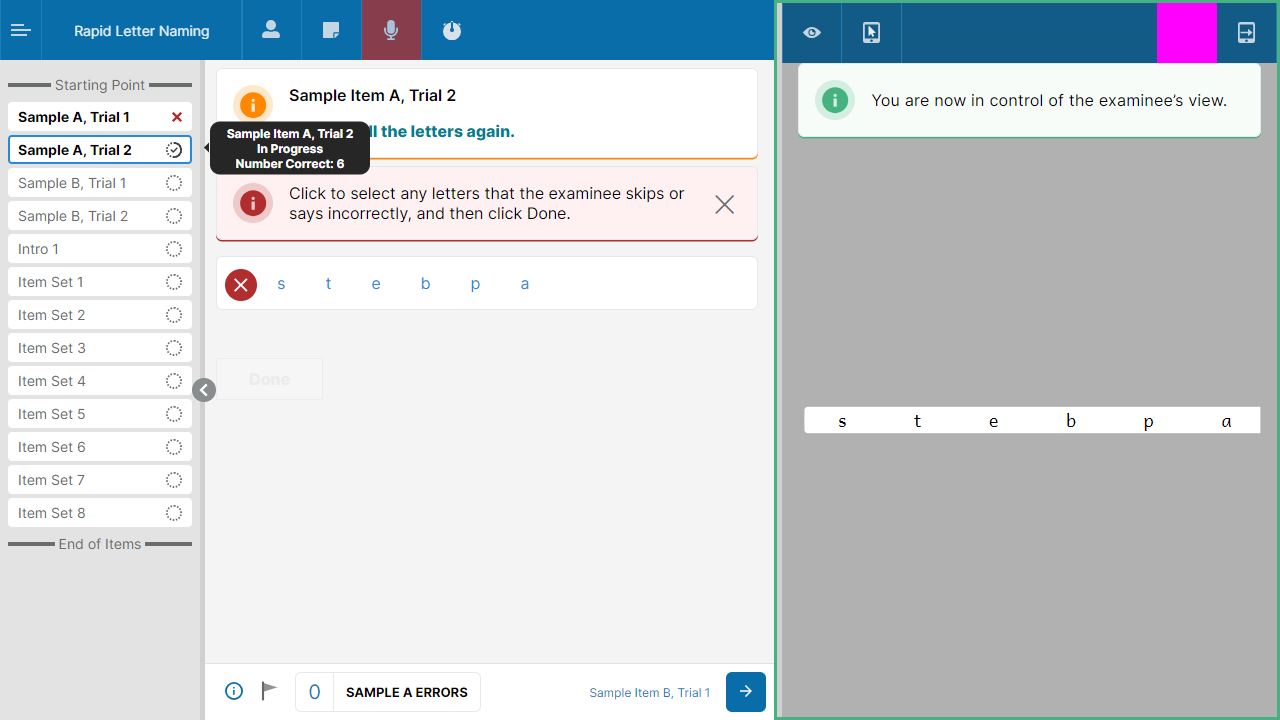 Rapid Letter Naming
Starting Point
Sample A, Trial 1
Sample A, Trial 2
Sample B, Trial 1
Sample B, Trial 2
Intro 1
Item Set 1
Item Set 2
Item Set 3
Item Set 4
Item Set 5
Item Set 6
Item Set 7
Item Set 8
End of Items
Sample Item A, Trial 2
ll the letters again.
Sample Item A, Trial 2
In Progress
Number Correct: 6
Click to select any letters that the examinee skips or
says incorrectly, and then click Done.
s t e b p a
Done
0 SAMPLE A ERRORS
Sample Item B, Trial 1
You are now in control of the examinee’s view.
s t e b p a